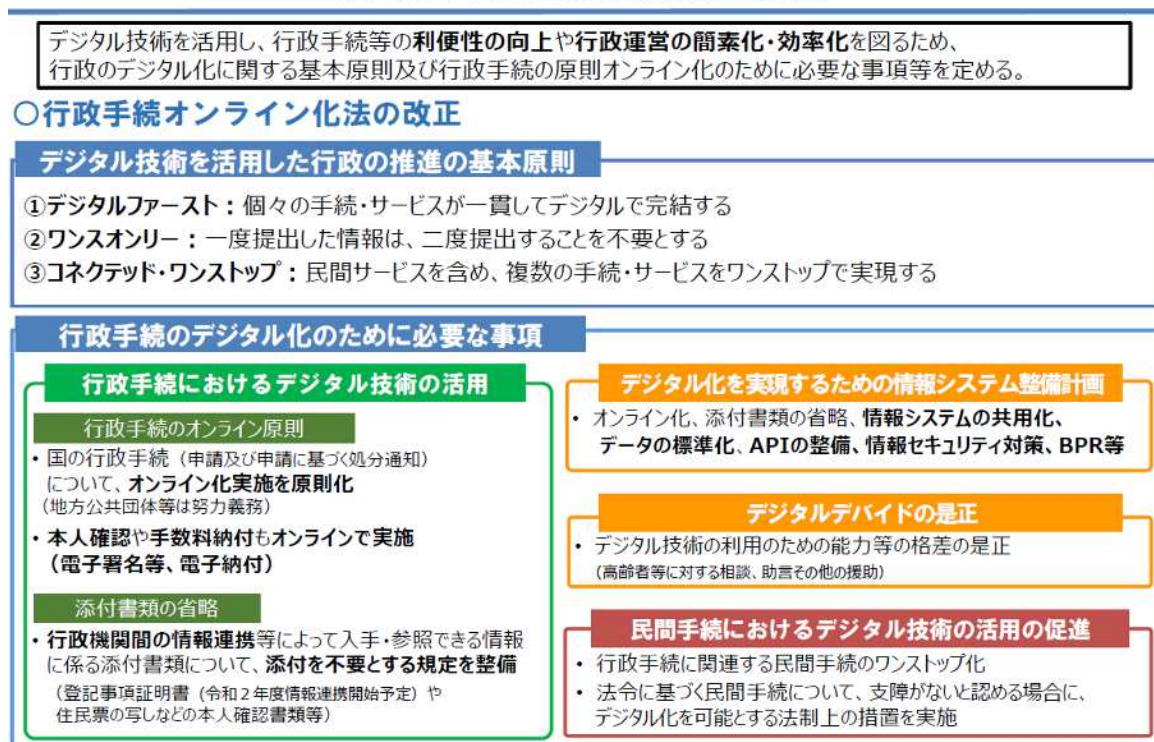 デジタル技術を活用し、行政手続等の利便性の向上や行政運営の簡素化・効率化を図るため、
行政のデジタル化に関する基本原則及び行政手続の原則オンライン化のために必要な事項等を定める。
○行政手続オンライン化法の改正
デジタル技術を活用した行政の推進の基本原則
①デジタルファースト：個々の手続・サービスが一貫してデジタルで完結する
②ワンスオンリー：一度提出した情報は、二度提出することを不要とする
③コネクテッド・ワンストップ：民間サービスを含め、複数の手続・サービスをワンストップで実現する
行政手続のデジタル化のために必要な事項
行政手続におけるデジタル技術の活用
行政手続のオンライン原則
・国の行政手続（申請及び申請に基づく処分通知）
について、オンライン化実施を原則化
（地方公共団体等は努力義務）
・本人確認や手数料納付もオンラインで実施
（電子署名等、電子納付）
添付書類の省略
・行政機関間の情報連携等によって入手・参照できる情報
に係る添付書類について、添付を不要とする規定を整備
（登記事項証明書（令和２年度情報連携開始予定）や
住民票の写しなどの本人確認書類等）
デジタル化を実現するための情報システム整備計画
・オンライン化、添付書類の省略、情報システムの共用化、
データの標準化、APIの整備、情報セキュリティ対策、BPR等
デジタルデバイドの是正
・デジタル技術の利用のための能力等の格差の是正
（高齢者等に対する相談、助言その他の援助）
民間手続におけるデジタル技術の活用の促進
・行政手続に関連する民間手続のワンストップ化
・法令に基づく民間手続について、支障がないと認める場合に、
デジタル化を可能とする法制上の措置を実施